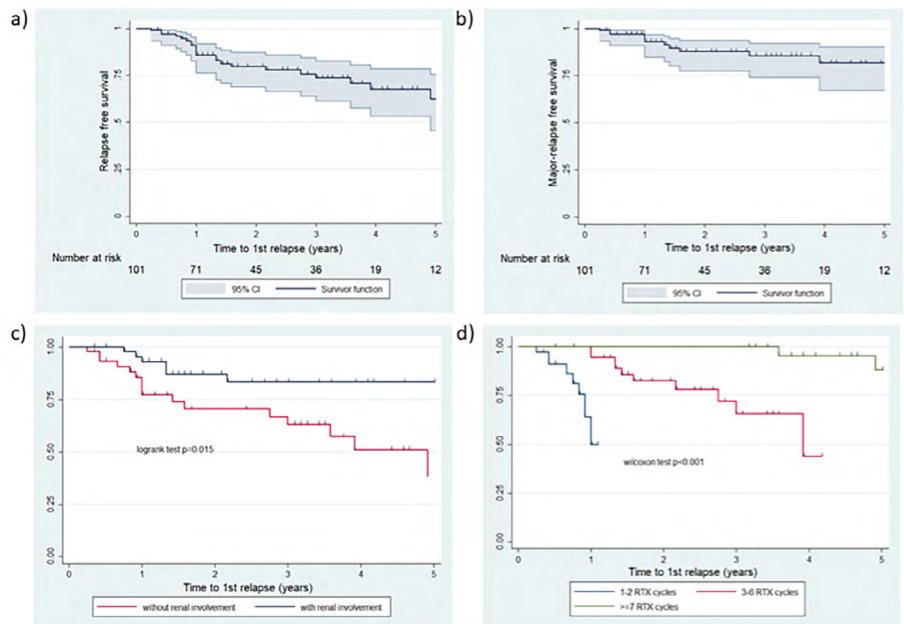 a)
Relapse free survival
1
.75
.5
.25
0
0 1 2 3 4 5
Time to 1st relapse (years)
Number at risk
101 71 45 36 19 12
95% CI Survivor function
b)
Major-relapse free survival
1
.75
.5
.25
0
0 1 2 3 4 5
Time to 1st relapse (years)
Number at risk
101 71 45 36 19 12
95% CI Survivor function
c)
1.00
0.75
0.50
0.25
0.00
logrank test p=0.015
0 1 2 3 4 5
Time to 1st relapse (years)
without renal involvement with renal involvement
d)
1.00
0.75
0.50
0.25
0.00
wilcoxon test p<0.001
0 1 2 3 4 5
Time to 1st relapse (years)
1-2 RTX cycles 3-6 RTX cycles
>=7 RTX cycles